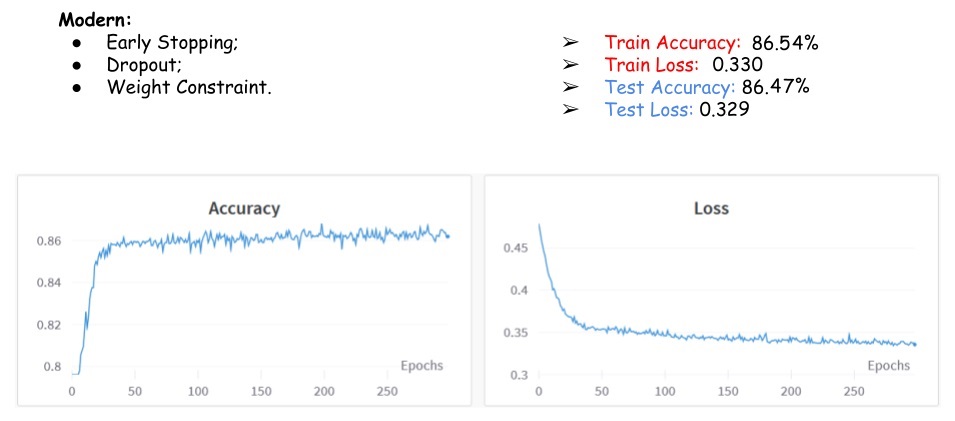 Modern:
● Early Stopping;
● Dropout;
● Weight Constraint.
➢ Train Accuracy: 86.54%
➢ Train Loss: 0.330
➢ Test Accuracy: 86.47%
➢ Test Loss: 0.329
Accuracy
0.86
0.84
0.82
0.8
Epochs
0 50 100 150 200 250
Loss
0.45
0.4
0.35
0.3
Epochs
0 50 100 150 200 250